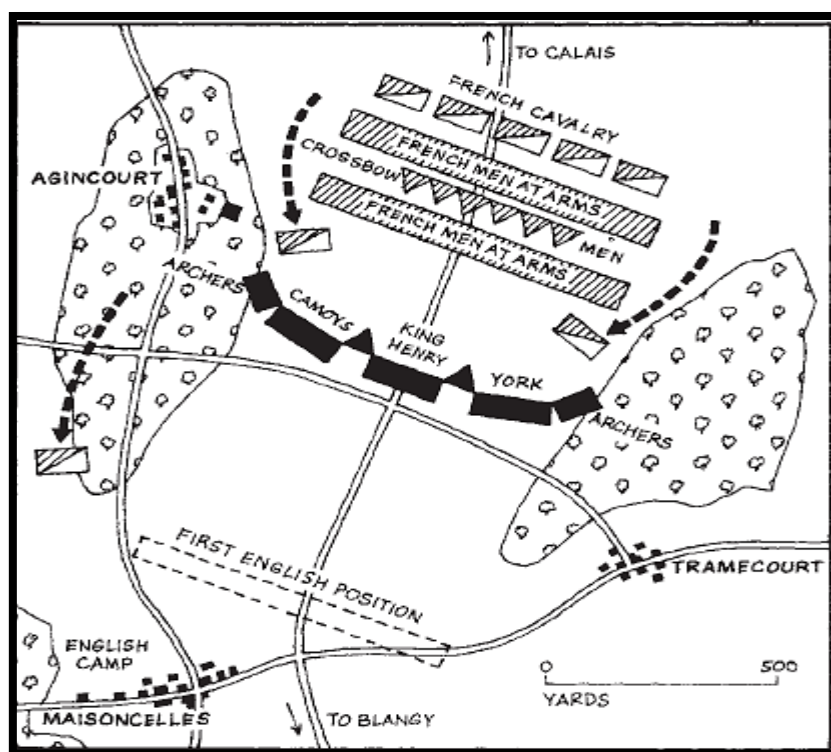 TO CALAIS
FRENCH CAVALRY
FRENCH MEN AT ARMS
CROSSBOW MEN
FRENCH MEN AT ARMS
AGINCOURT
ARCHERS
CAMOYS
KING
HENRY
YORK
ARCHERS
FIRST ENGLISH POSITION
TRAMECOURT
ENGLISH
CAMP
MAISONCELLES
TO BLANGY
0 500
YARDS